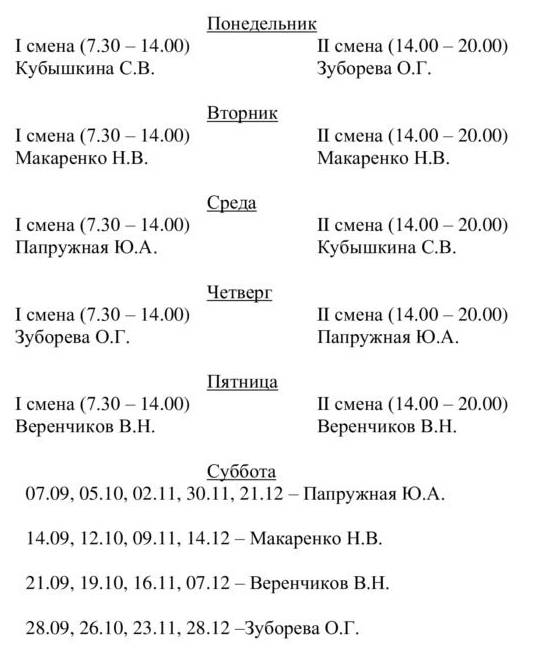 Понедельник
I смена (7.30 – 14.00) II смена (14.00 – 20.00)
Кубышкина С.В. Зуборева О.Г.
Вторник
I смена (7.30 – 14.00) II смена (14.00 – 20.00)
Макаренко Н.В. Макаренко Н.В.
Среда
I смена (7.30 – 14.00) II смена (14.00 – 20.00)
Папружная Ю.А. Кубышкина С.В.
Четверг
I смена (7.30 – 14.00) II смена (14.00 – 20.00)
Зуборева О.Г. Папружная Ю.А.
Пятница
I смена (7.30 – 14.00) II смена (14.00 – 20.00)
Веренчиков В.Н. Веренчиков В.Н.
Суббота
07.09, 05.10, 02.11, 30.11, 21.12 – Папружная Ю.А.
14.09, 12.10, 09.11, 14.12 – Макаренко Н.В.
21.09, 19.10, 16.11, 07.12 – Веренчиков В.Н.
28.09, 26.10, 23.11, 28.12 –Зуборева О.Г.